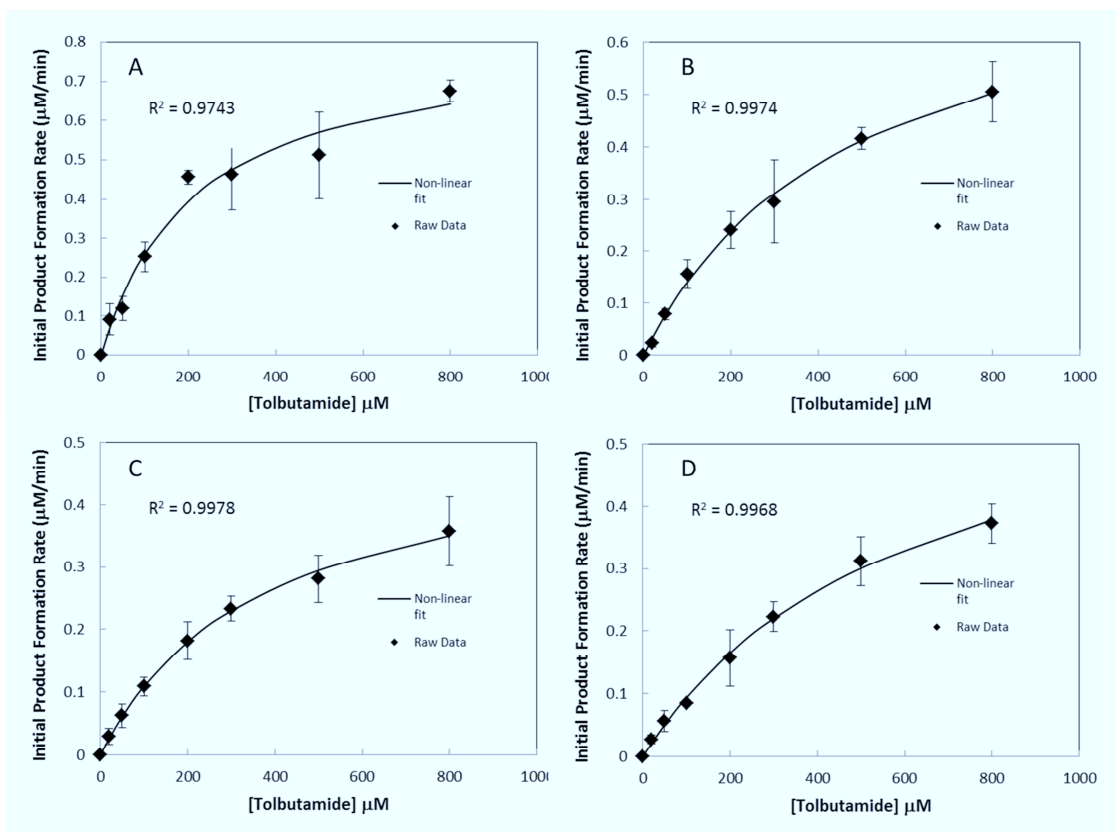 A
R² = 0.9743
Initial Product Formation Rate (μM/min)
0.8
0.7
0.6
0.5
0.4
0.3
0.2
0.1
0
Non-linear
fit
Raw Data
0 200 400 600 800 1000
[Tolbutamide] μM
B
R² = 0.9974
Initial Product Formation Rate (μM/min)
0.6
0.5
0.4
0.3
0.2
0.1
0
Non-linear
fit
Raw Data
0 200 400 600 800 1000
[Tolbutamide] μM
C
R² = 0.9978
Initial Product Formation Rate (μM/min)
0.5
0.4
0.3
0.2
0.1
0
Non-linear
fit
Raw Data
0 200 400 600 800 1000
[Tolbutamide] μM
D
R² = 0.9968
Initial Product Formation Rate (μM/min)
0.5
0.4
0.3
0.2
0.1
0
Non-linear
fit
Raw Data
0 200 400 600 800 1000
[Tolbutamide] μM